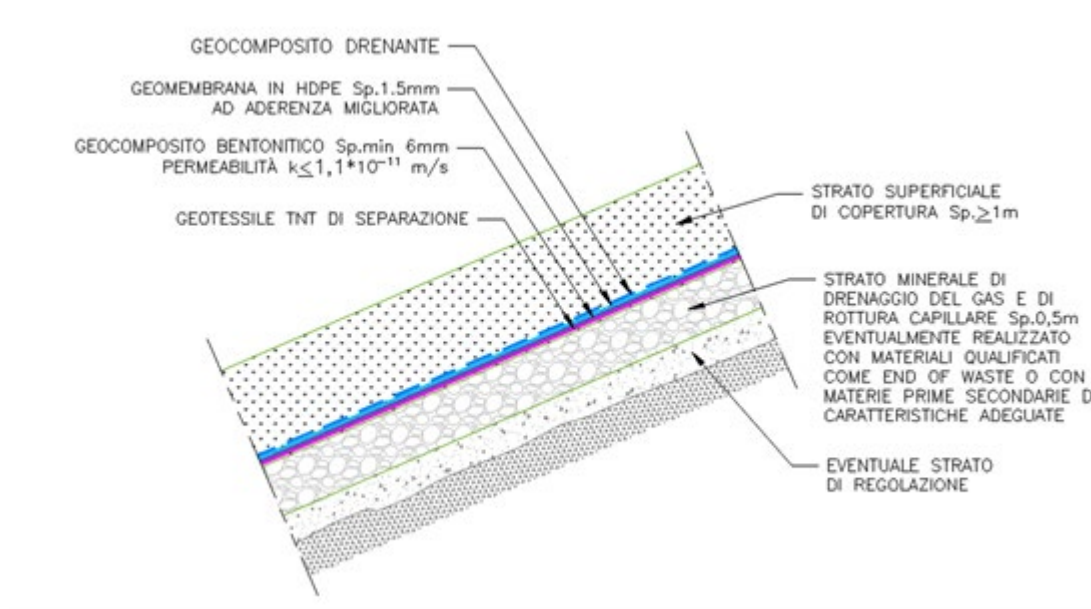 GEOCOMPOSITO DRENANTE
GEOMEMBRANA IN HDPE Sp.1.5mm
AD ADERENZA MIGLIORATA
GEOCOMPOSITO BENTONITICO Sp.min 6mm
PERMEABILITÀ k≤1,1*10⁻¹¹ m/s
GEOTESSILE TNT DI SEPARAZIONE
STRATO SUPERFICIALE
DI COPERTURA Sp.≥1m
STRATO MINERALE DI
DRENAGGIO DEL GAS E DI
ROTTURA CAPILLARE Sp.0,5m
EVENTUALMENTE REALIZZATO
CON MATERIALI QUALIFICATI
COME END OF WASTE O CON
MATERIE PRIME SECONDARIE D
CARATTERISTICHE ADEGUATE
EVENTUALE STRATO
DI REGOLAZIONE